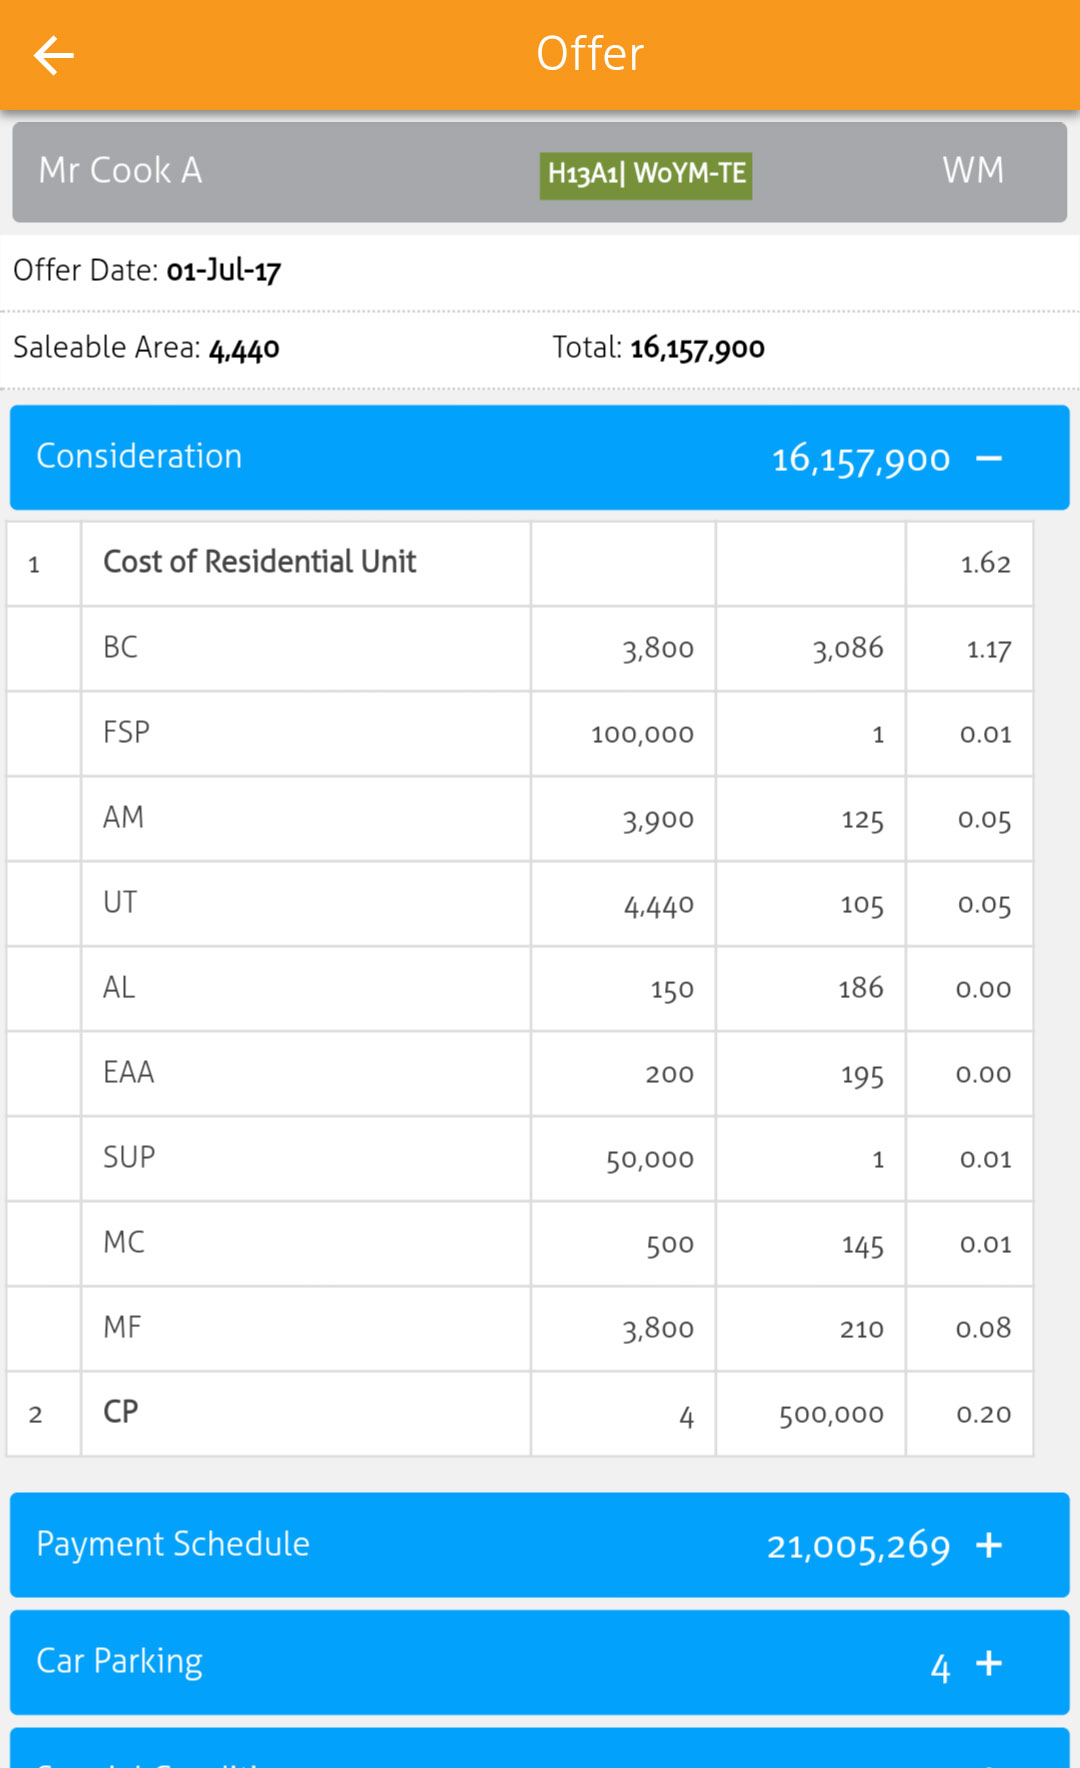 Offer
Mr Cook A H13A1| W0YM-TE WM
Offer Date: 01-Jul-17
Saleable Area: 4,440 Total: 16,157,900
Consideration 16,157,900 −
1 Cost of Residential Unit 1.62
BC 3,800 3,086 1.17
FSP 100,000 1 0.01
AM 3,900 125 0.05
UT 4,440 105 0.05
AL 150 186 0.00
EAA 200 195 0.00
SUP 50,000 1 0.01
MC 500 145 0.01
MF 3,800 210 0.08
2 CP 4 500,000 0.20
Payment Schedule 21,005,269 +
Car Parking 4 +